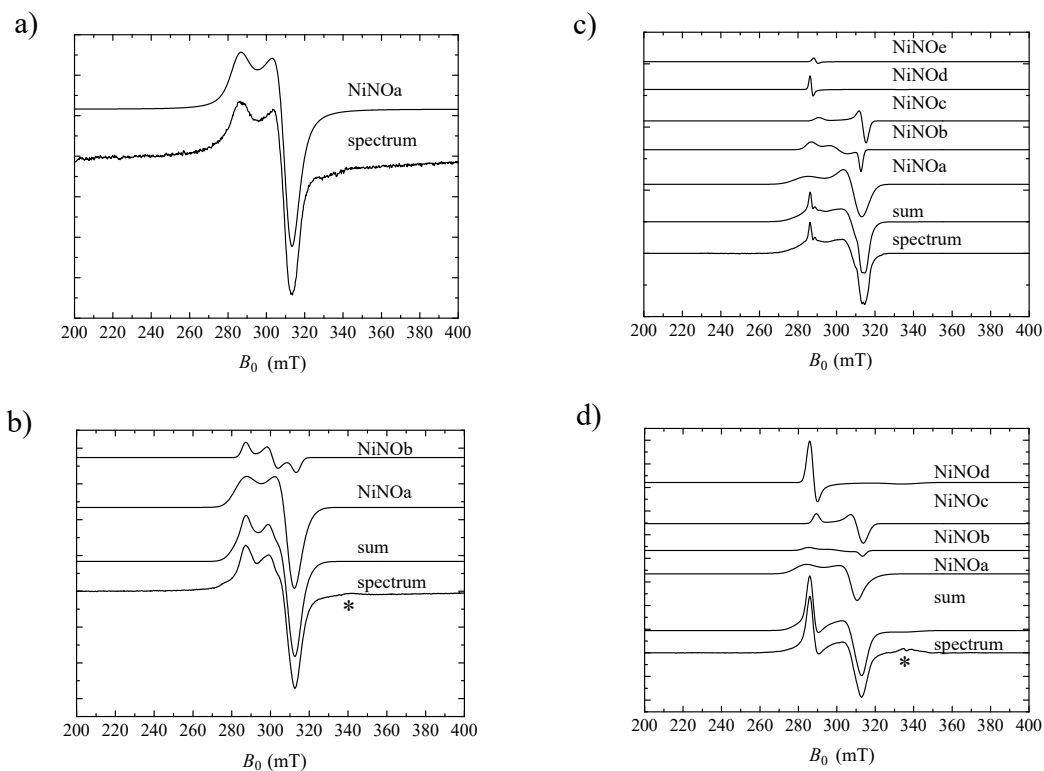 a)
NiNOa
spectrum
200 220 240 260 280 300 320 340 360 380 400
B0 (mT)
b)
NiNOb
NiNOa
sum
spectrum
*
200 220 240 260 280 300 320 340 360 380 400
B0 (mT)
c)
NiNOe
NiNOd
NiNOc
NiNOb
NiNOa
sum
spectrum
200 220 240 260 280 300 320 340 360 380 400
B0 (mT)
d)
NiNOd
NiNOc
NiNOb
NiNOa
sum
spectrum
*
200 220 240 260 280 300 320 340 360 380 400
B0 (mT)